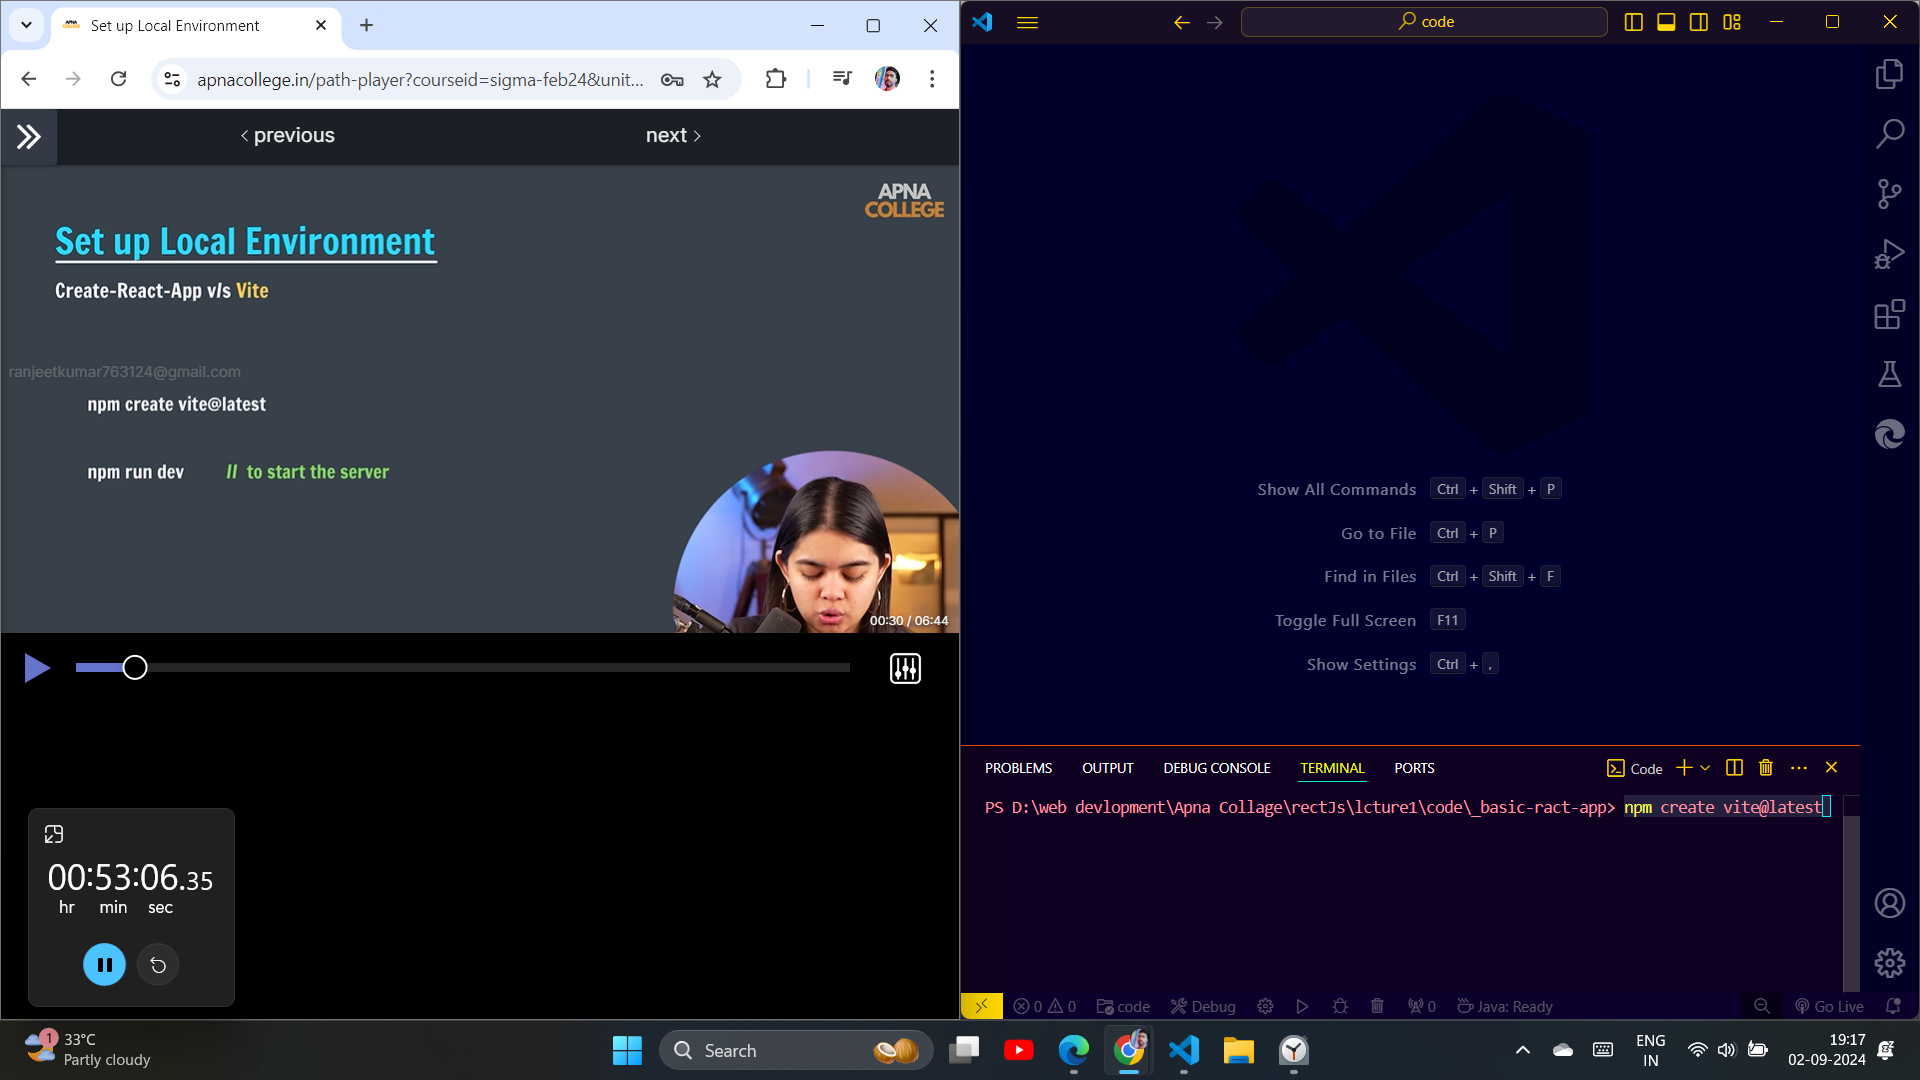 Set up Local Environment
apnacollege.in/path-player?courseid=sigma-feb24&unit...
previous
next
APNA
COLLEGE
Set up Local Environment
Create-React-App v/s Vite
ranjeetkumar763124@gmail.com
npm create vite@latest
npm run dev // to start the server
00:30 / 06:44
00:53:06.35
hr min sec
code
Show All Commands Ctrl + Shift + P
Go to File Ctrl + P
Find in Files Ctrl + Shift + F
Toggle Full Screen F11
Show Settings Ctrl + ,
PROBLEMS OUTPUT DEBUG CONSOLE TERMINAL PORTS Code
PS D:\web devlopment\Apna Collage\rectJs\lcture1\code\_basic-ract-app> npm create vite@latest
0 0 code Debug 0 Java: Ready Go Live
1 33°C
Partly cloudy
Search
ENG
IN
19:17
02-09-2024